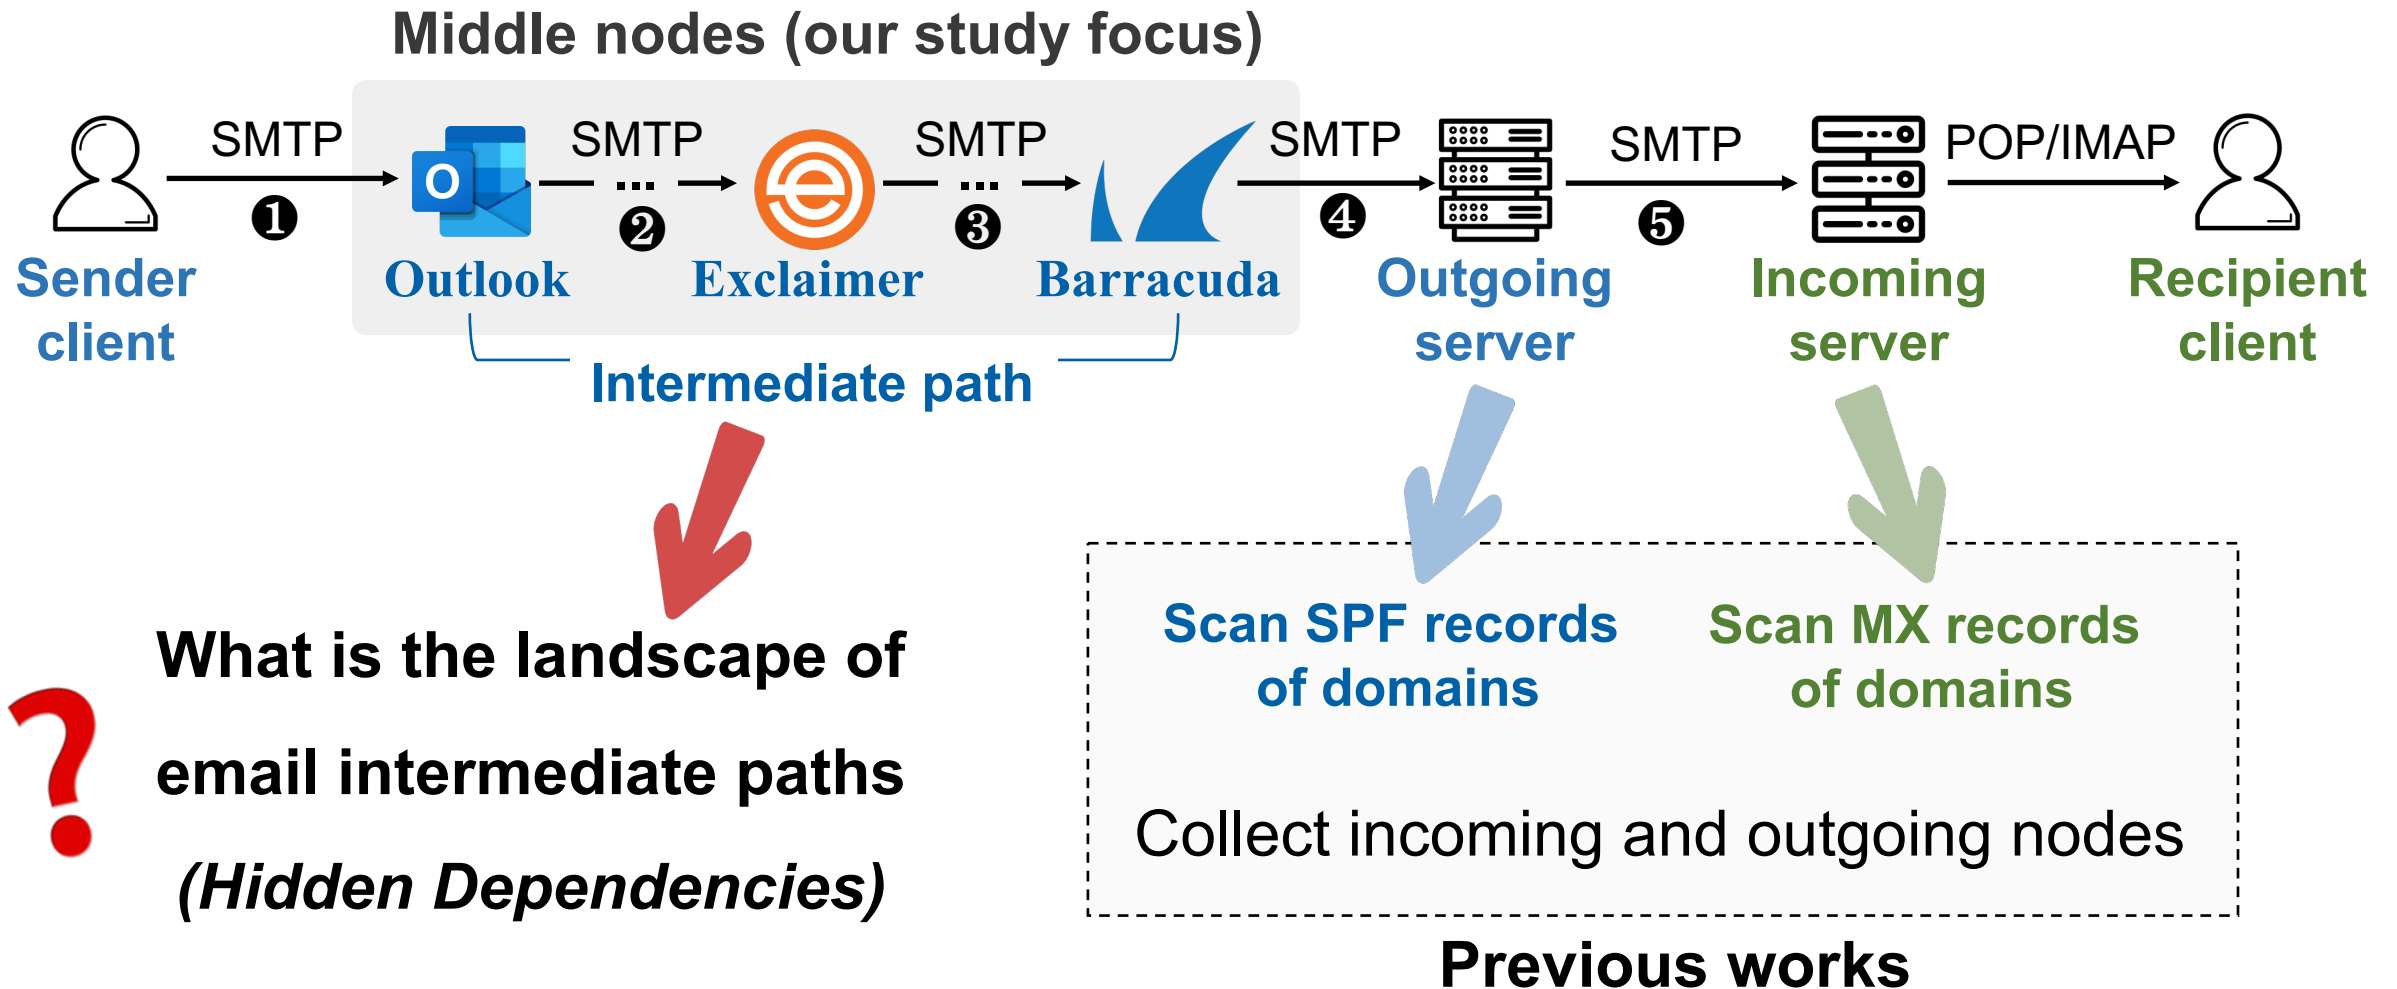 Middle nodes (our study focus)
SMTP
SMTP
SMTP
SMTP
SMTP
POP/IMAP
O
...
...
e
❶
❷
❸
❹
❺
Sender
client
Outlook
Exclaimer
Barracuda
Outgoing
server
Incoming
server
Recipient
client
Intermediate path
What is the landscape of
email intermediate paths
(Hidden Dependencies)
?
Scan SPF records
of domains
Scan MX records
of domains
Collect incoming and outgoing nodes
Previous works